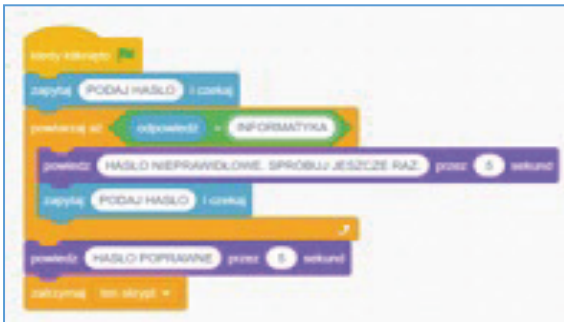 kiedy kliknięto
zapytaj PODAJ HASŁO i czekaj
powtarzaj aż odpowiedź = INFORMATYKA
powiedz HASŁO NIEPRAWIDŁOWE. SPRÓBUJ JESZCZE RAZ. przez 5 sekund
zapytaj PODAJ HASŁO i czekaj
powiedz HASŁO POPRAWNE przez 5 sekund
zatrzymaj ten skrypt